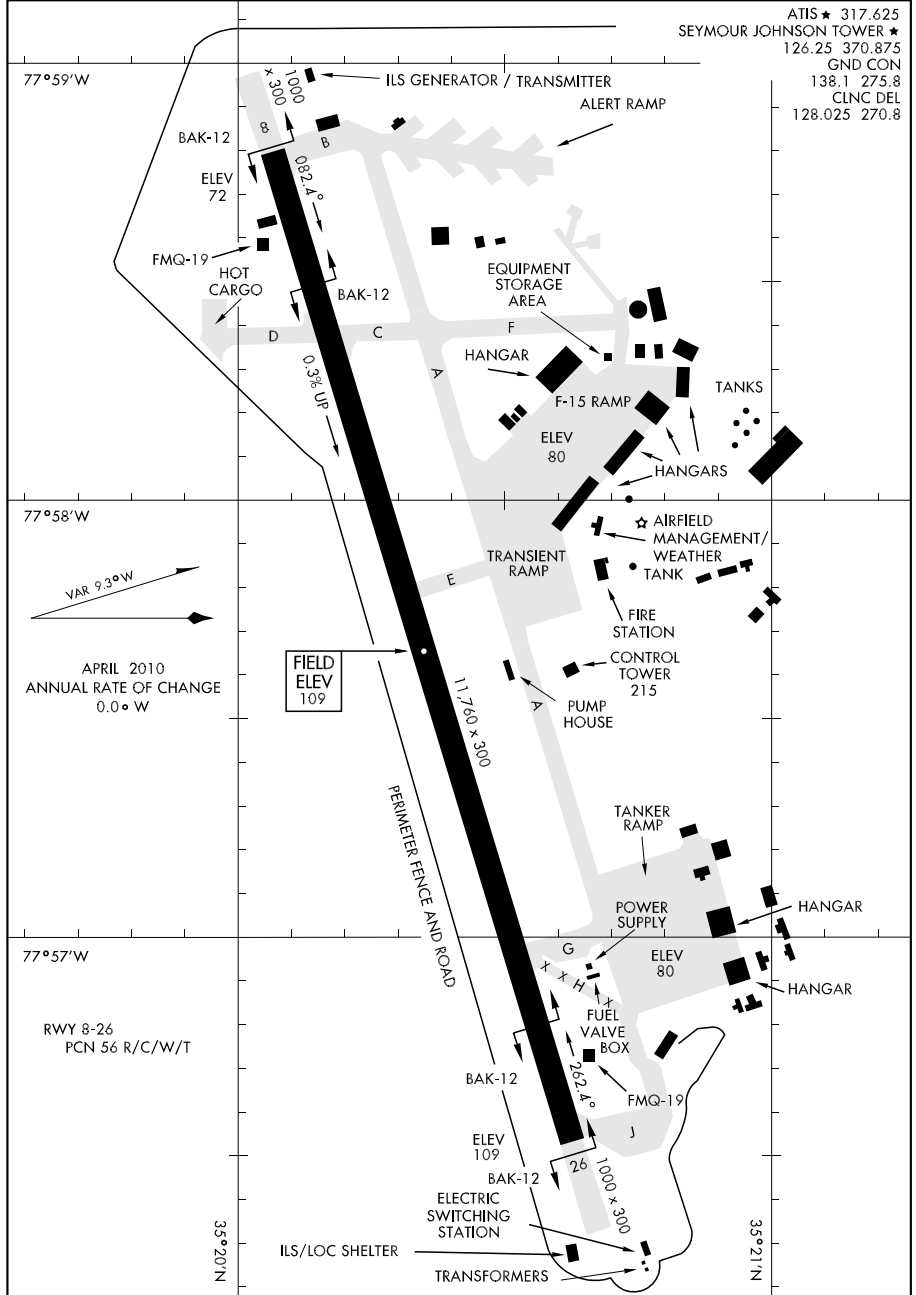 ATIS ★ 317.625
SEYMOUR JOHNSON TOWER ★
126.25 370.875
GND CON
138.1 275.8
CLNC DEL
128.025 270.8
77°59'W
1000
x 300
ILS GENERATOR / TRANSMITTER
ALERT RAMP
8
B
BAK-12
ELEV
72
082.4°
FMQ-19
HOT
CARGO
BAK-12
EQUIPMENT
STORAGE
AREA
D
C
F
0.3% UP
A
HANGAR
F-15 RAMP
TANKS
ELEV
80
HANGARS
77°58'W
☆ AIRFIELD
MANAGEMENT/
WEATHER
TRANSIENT
RAMP
TANK
E
VAR 9.3° W
FIRE
STATION
APRIL 2010
ANNUAL RATE OF CHANGE
0.0° W
FIELD
ELEV
109
CONTROL
TOWER
215
A
PUMP
HOUSE
11,760 x 300
PERIMETER FENCE AND ROAD
TANKER
RAMP
POWER
SUPPLY
HANGAR
77°57'W
G
ELEV
80
X X H X
HANGAR
RWY 8-26
PCN 56 R/C/W/T
FUEL
VALVE
BOX
BAK-12
262.4°
FMQ-19
J
ELEV
109
26
BAK-12
1000 x 300
ELECTRIC
SWITCHING
STATION
35°20'N
35°21'N
ILS/LOC SHELTER
TRANSFORMERS